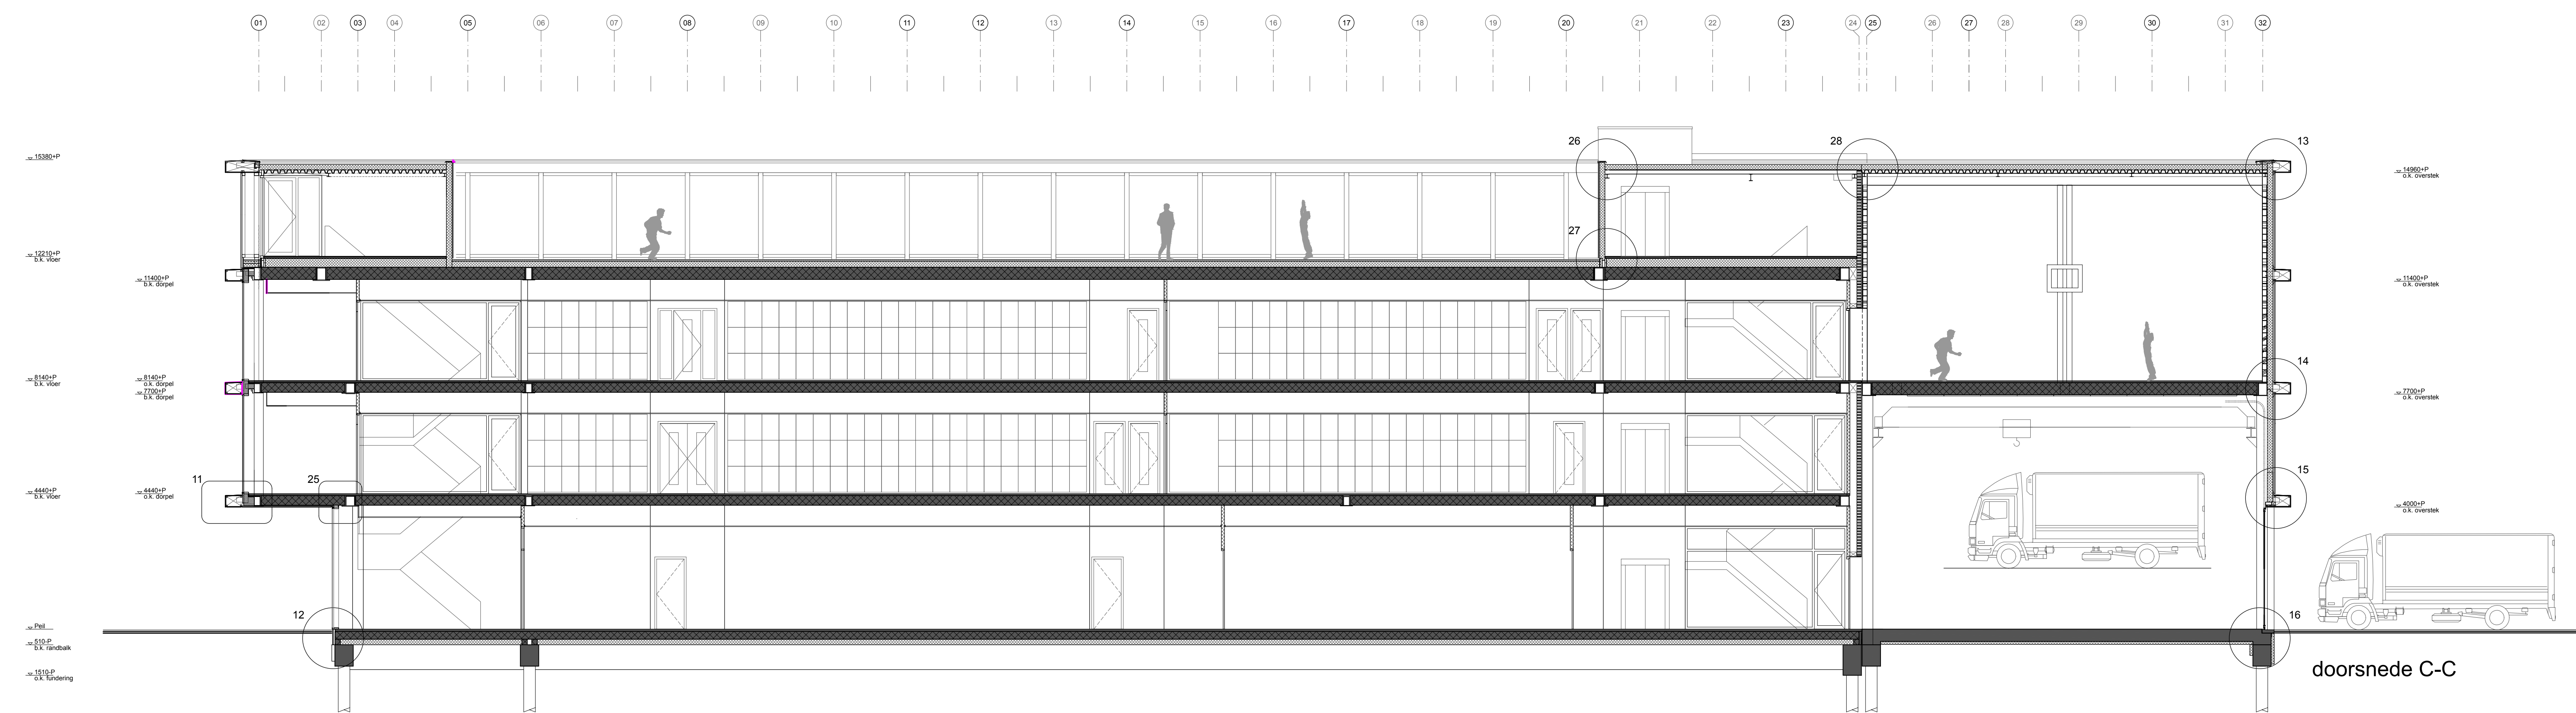 01 02 03 04 05 06 07 08 09 10 11 12 13 14 15 16 17 18 19 20 21 22 23 24 25 26 27 28 29 30 31 32
26
28
13
15380+P
14960+P
o.k. overstek
27
12210+P
b.k. vloer
11400+P
b.k. dorpel
11400+P
o.k. overstek
14
8140+P
b.k. vloer
8140+P
o.k. dorpel
7700+P
b.k. dorpel
7700+P
o.k. overstek
11
25
15
4440+P
b.k. vloer
4440+P
o.k. dorpel
4000+P
o.k. overstek
12
16
Peil
510-P
b.k. randbalk
1510-P
o.k. fundering
doorsnede C-C